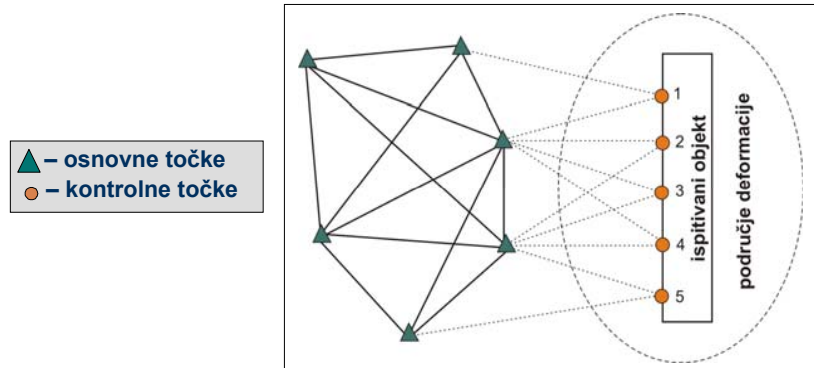 – osnovne točke
– kontrolne točke
1
2
3
4
5
ispitivani objekt
područje deformacije